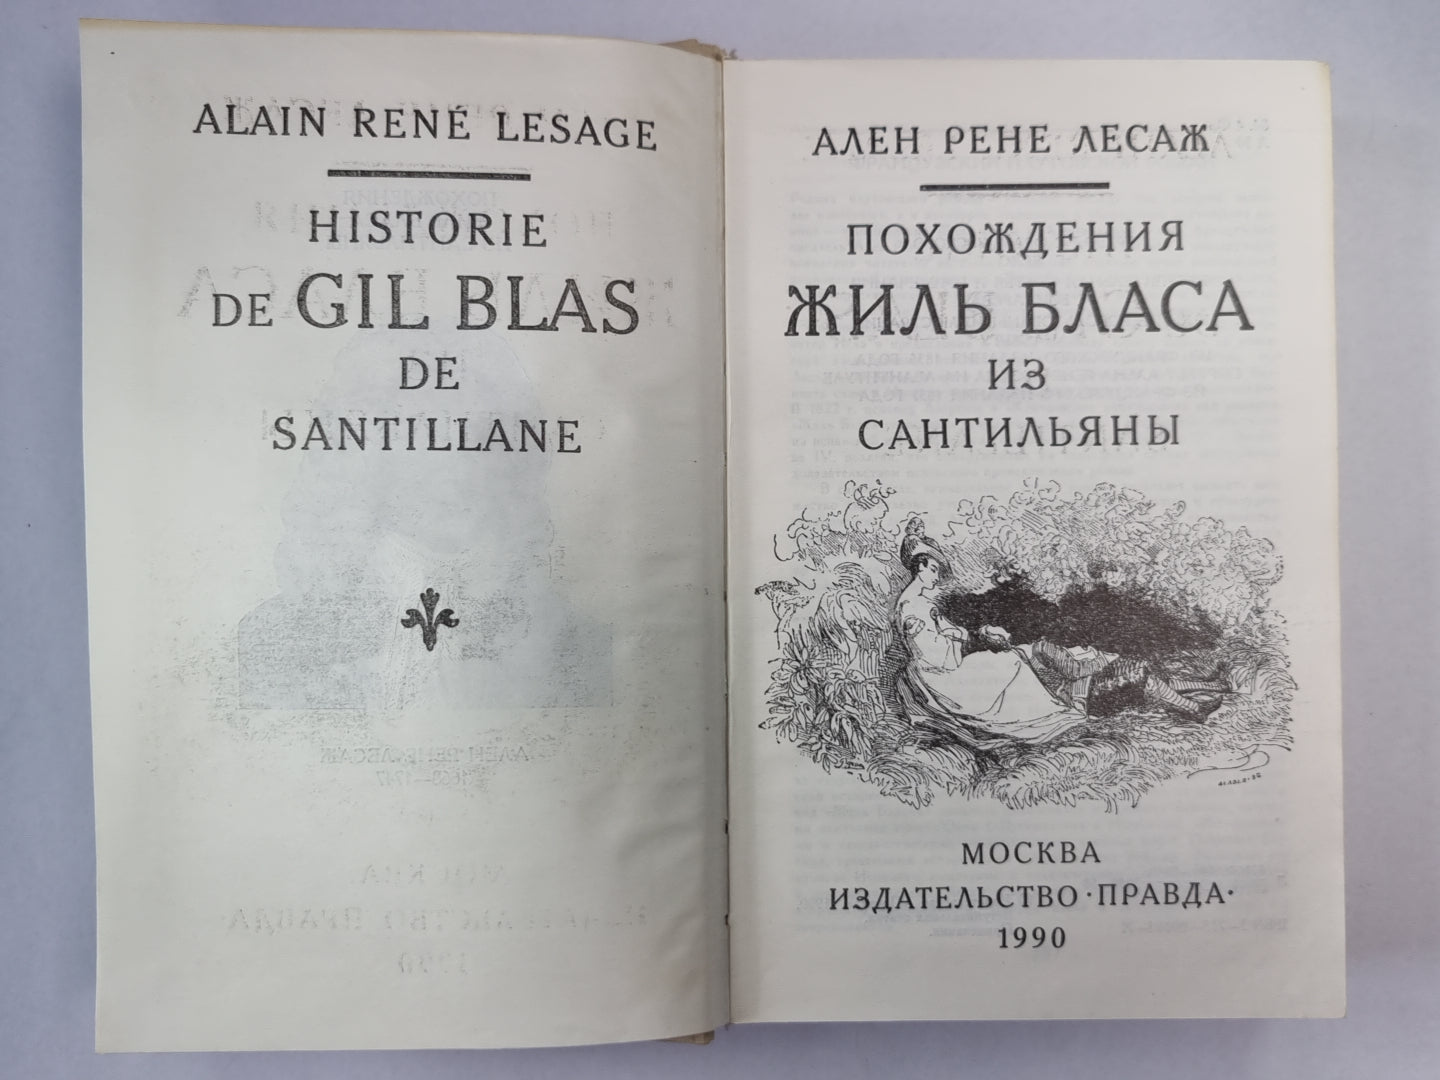 ALAIN RENÉ LESAGE
HISTORIE
DE GIL BLAS
DE
SANTILLANE
АЛЕН РЕНЕ ЛЕСАЖ
ПОХОЖДЕНИЯ
ЖИЛЬ БЛАСА
ИЗ
САНТИЛЬЯНЫ
МОСКВА
ИЗДАТЕЛЬСТВО·ПРАВДА·
1990